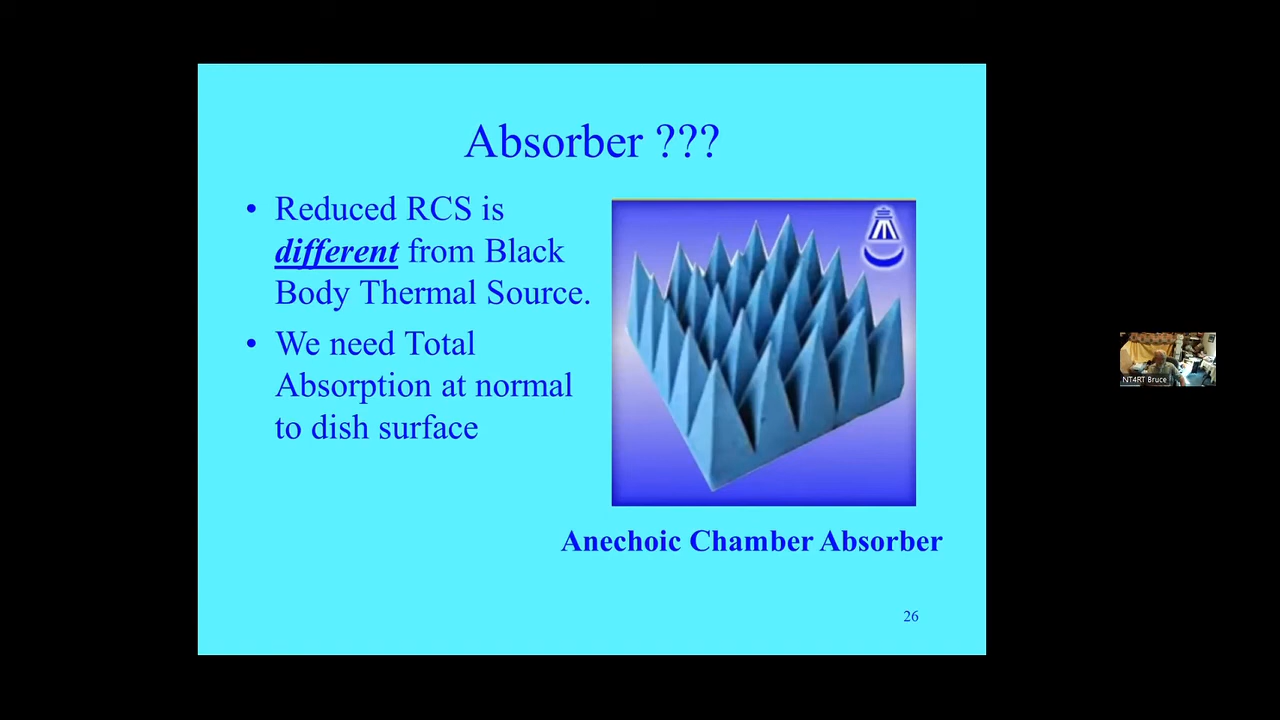 Absorber ???
• Reduced RCS is
different from Black
Body Thermal Source.
• We need Total
Absorption at normal
to dish surface
Anechoic Chamber Absorber
26
NT4RT Bruce